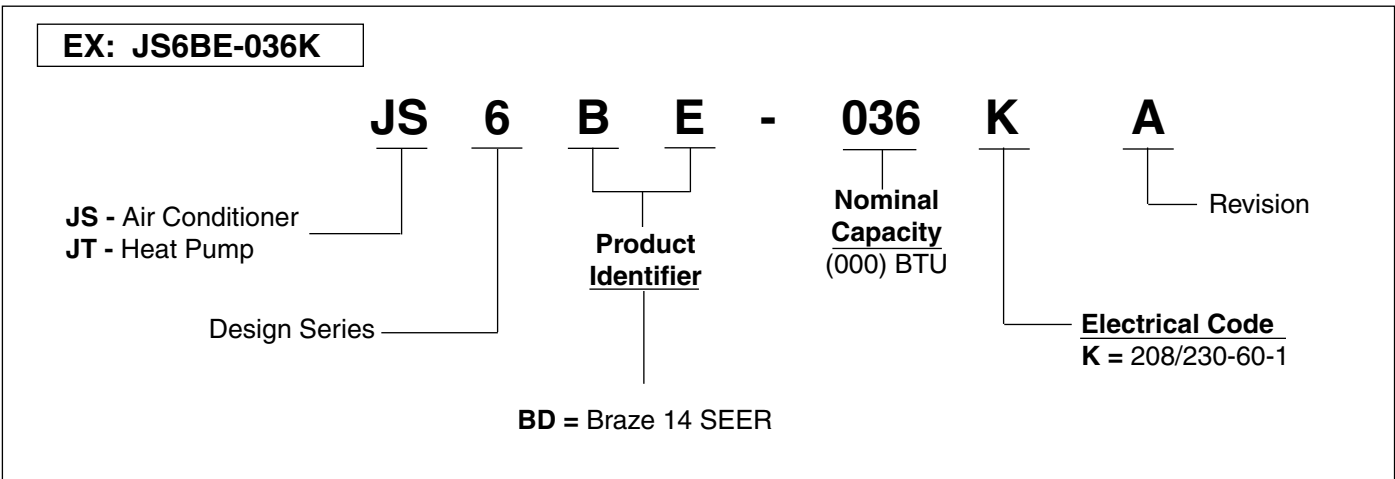 EX: JS6BE-036K
JS 6 B E - 036 K A
JS - Air Conditioner
JT - Heat Pump
Design Series
Product
Identifier
BD = Braze 14 SEER
Nominal
Capacity
(000) BTU
Electrical Code
K = 208/230-60-1
Revision